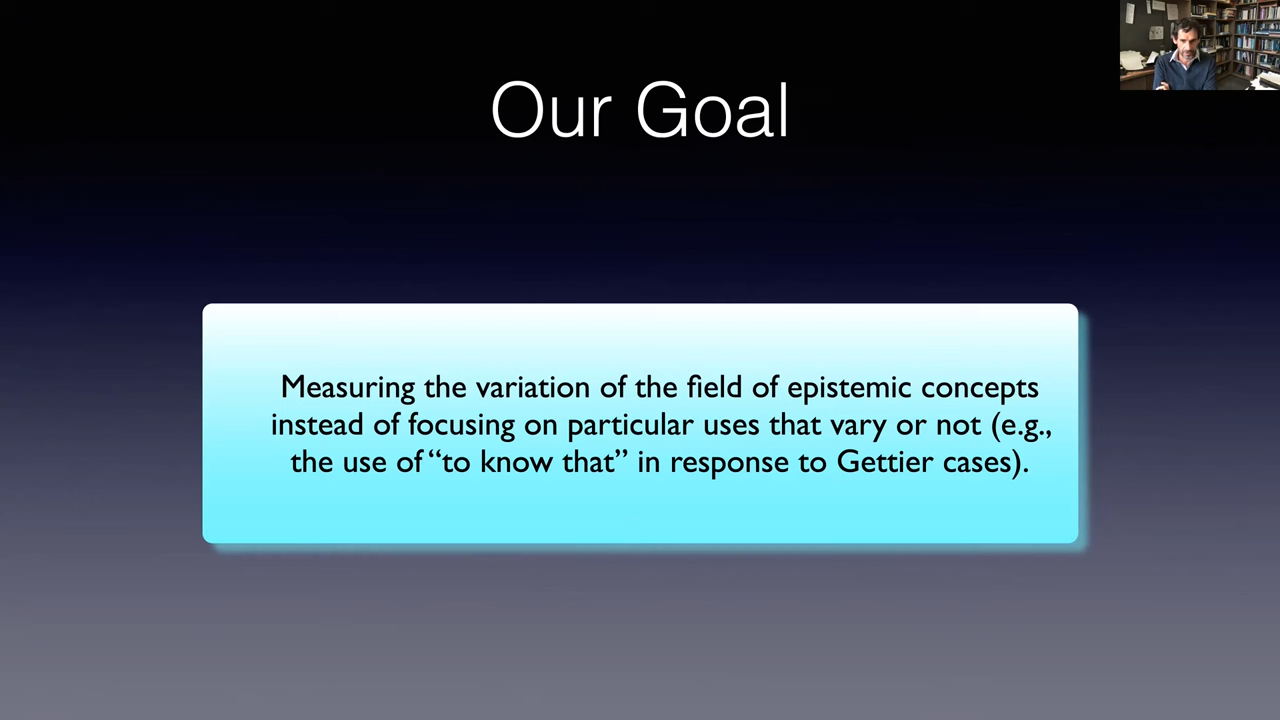 Our Goal
Measuring the variation of the field of epistemic concepts
instead of focusing on particular uses that vary or not (e.g.,
the use of “to know that” in response to Gettier cases).